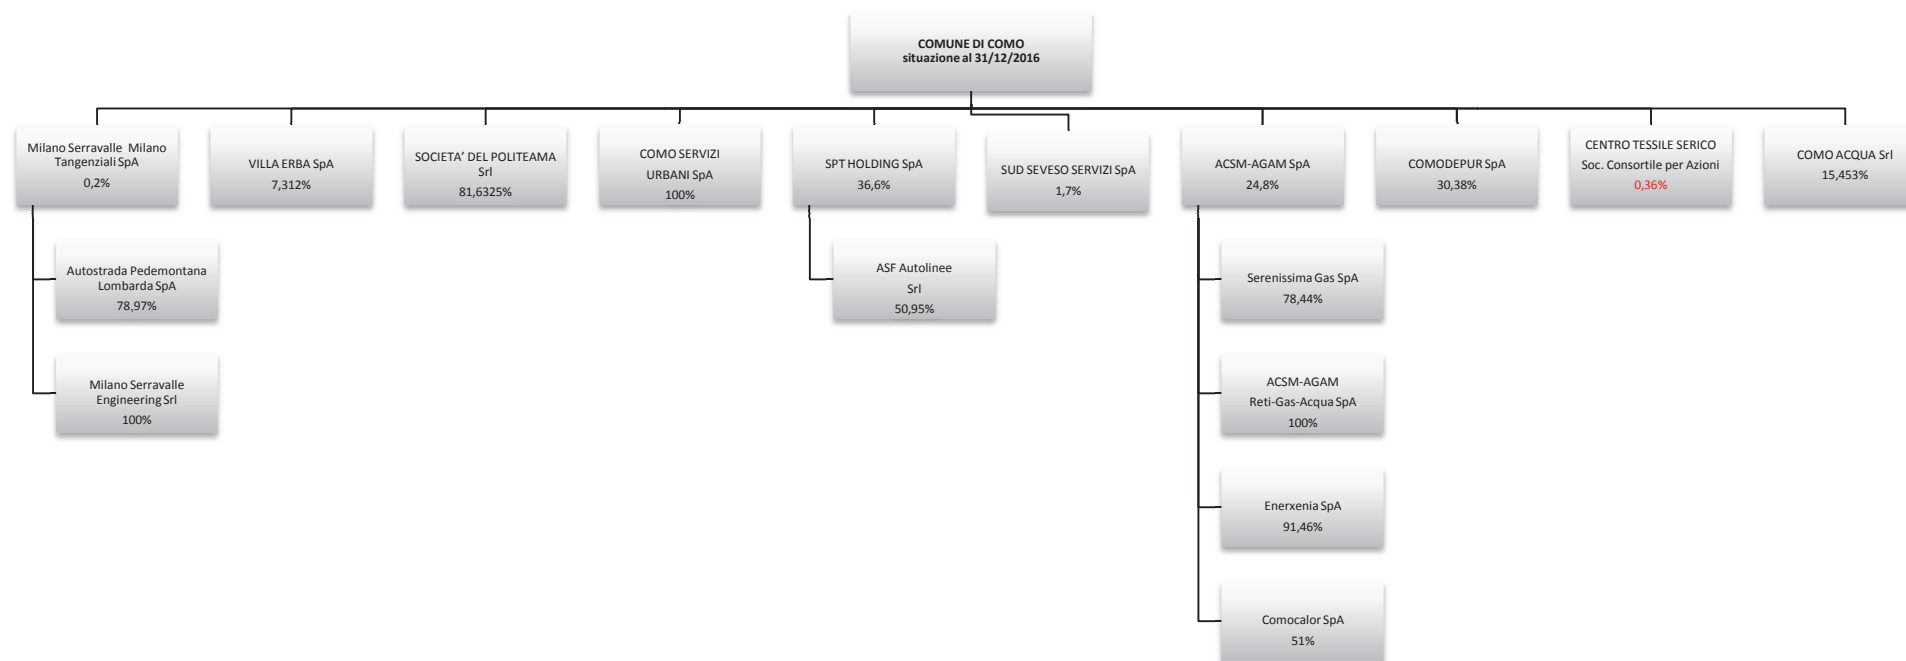 COMUNE DI COMO
situazione al 31/12/2016
Milano Serravalle Milano
Tangenziali SpA
0,2%
VILLA ERBA SpA
7,312%
SOCIETA’ DEL POLITEAMA
Srl
81,6325%
COMO SERVIZI
URBANI SpA
100%
SPT HOLDING SpA
36,6%
SUD SEVESO SERVIZI SpA
1,7%
ACSM-AGAM SpA
24,8%
COMODEPUR SpA
30,38%
CENTRO TESSILE SERICO
Soc. Consortile per Azioni
0,36%
COMO ACQUA Srl
15,453%
Autostrada Pedemontana
Lombarda SpA
78,97%
Milano Serravalle
Engineering Srl
100%
ASF Autolinee
Srl
50,95%
Serenissima Gas SpA
78,44%
ACSM-AGAM
Reti-Gas-Acqua SpA
100%
Enerxenia SpA
91,46%
Comocalor SpA
51%